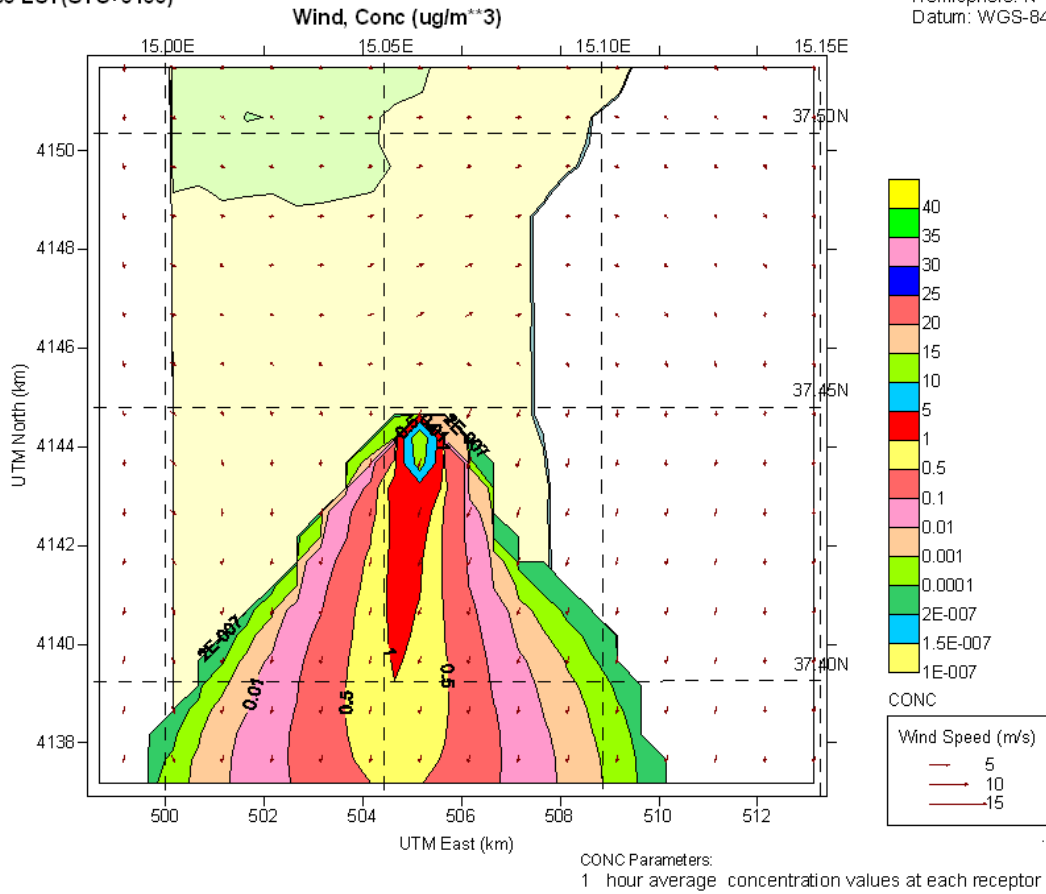 Wind, Conc (ug/m**3)
Datum: WGS-84
15.00E 15.05E 15.10E 15.15E
37.50N
4150
4148
4146
37.45N
4144
4142
4140
37.40N
4138
UTM North (km)
2E-007
2E-007
0.01
0.5
0.5
1
500 502 504 506 508 510 512
UTM East (km)
40
35
30
25
20
15
10
5
1
0.5
0.1
0.01
0.001
0.0001
2E-007
1.5E-007
1E-007
CONC
Wind Speed (m/s)
5
10
15
CONC Parameters:
1 hour average concentration values at each receptor